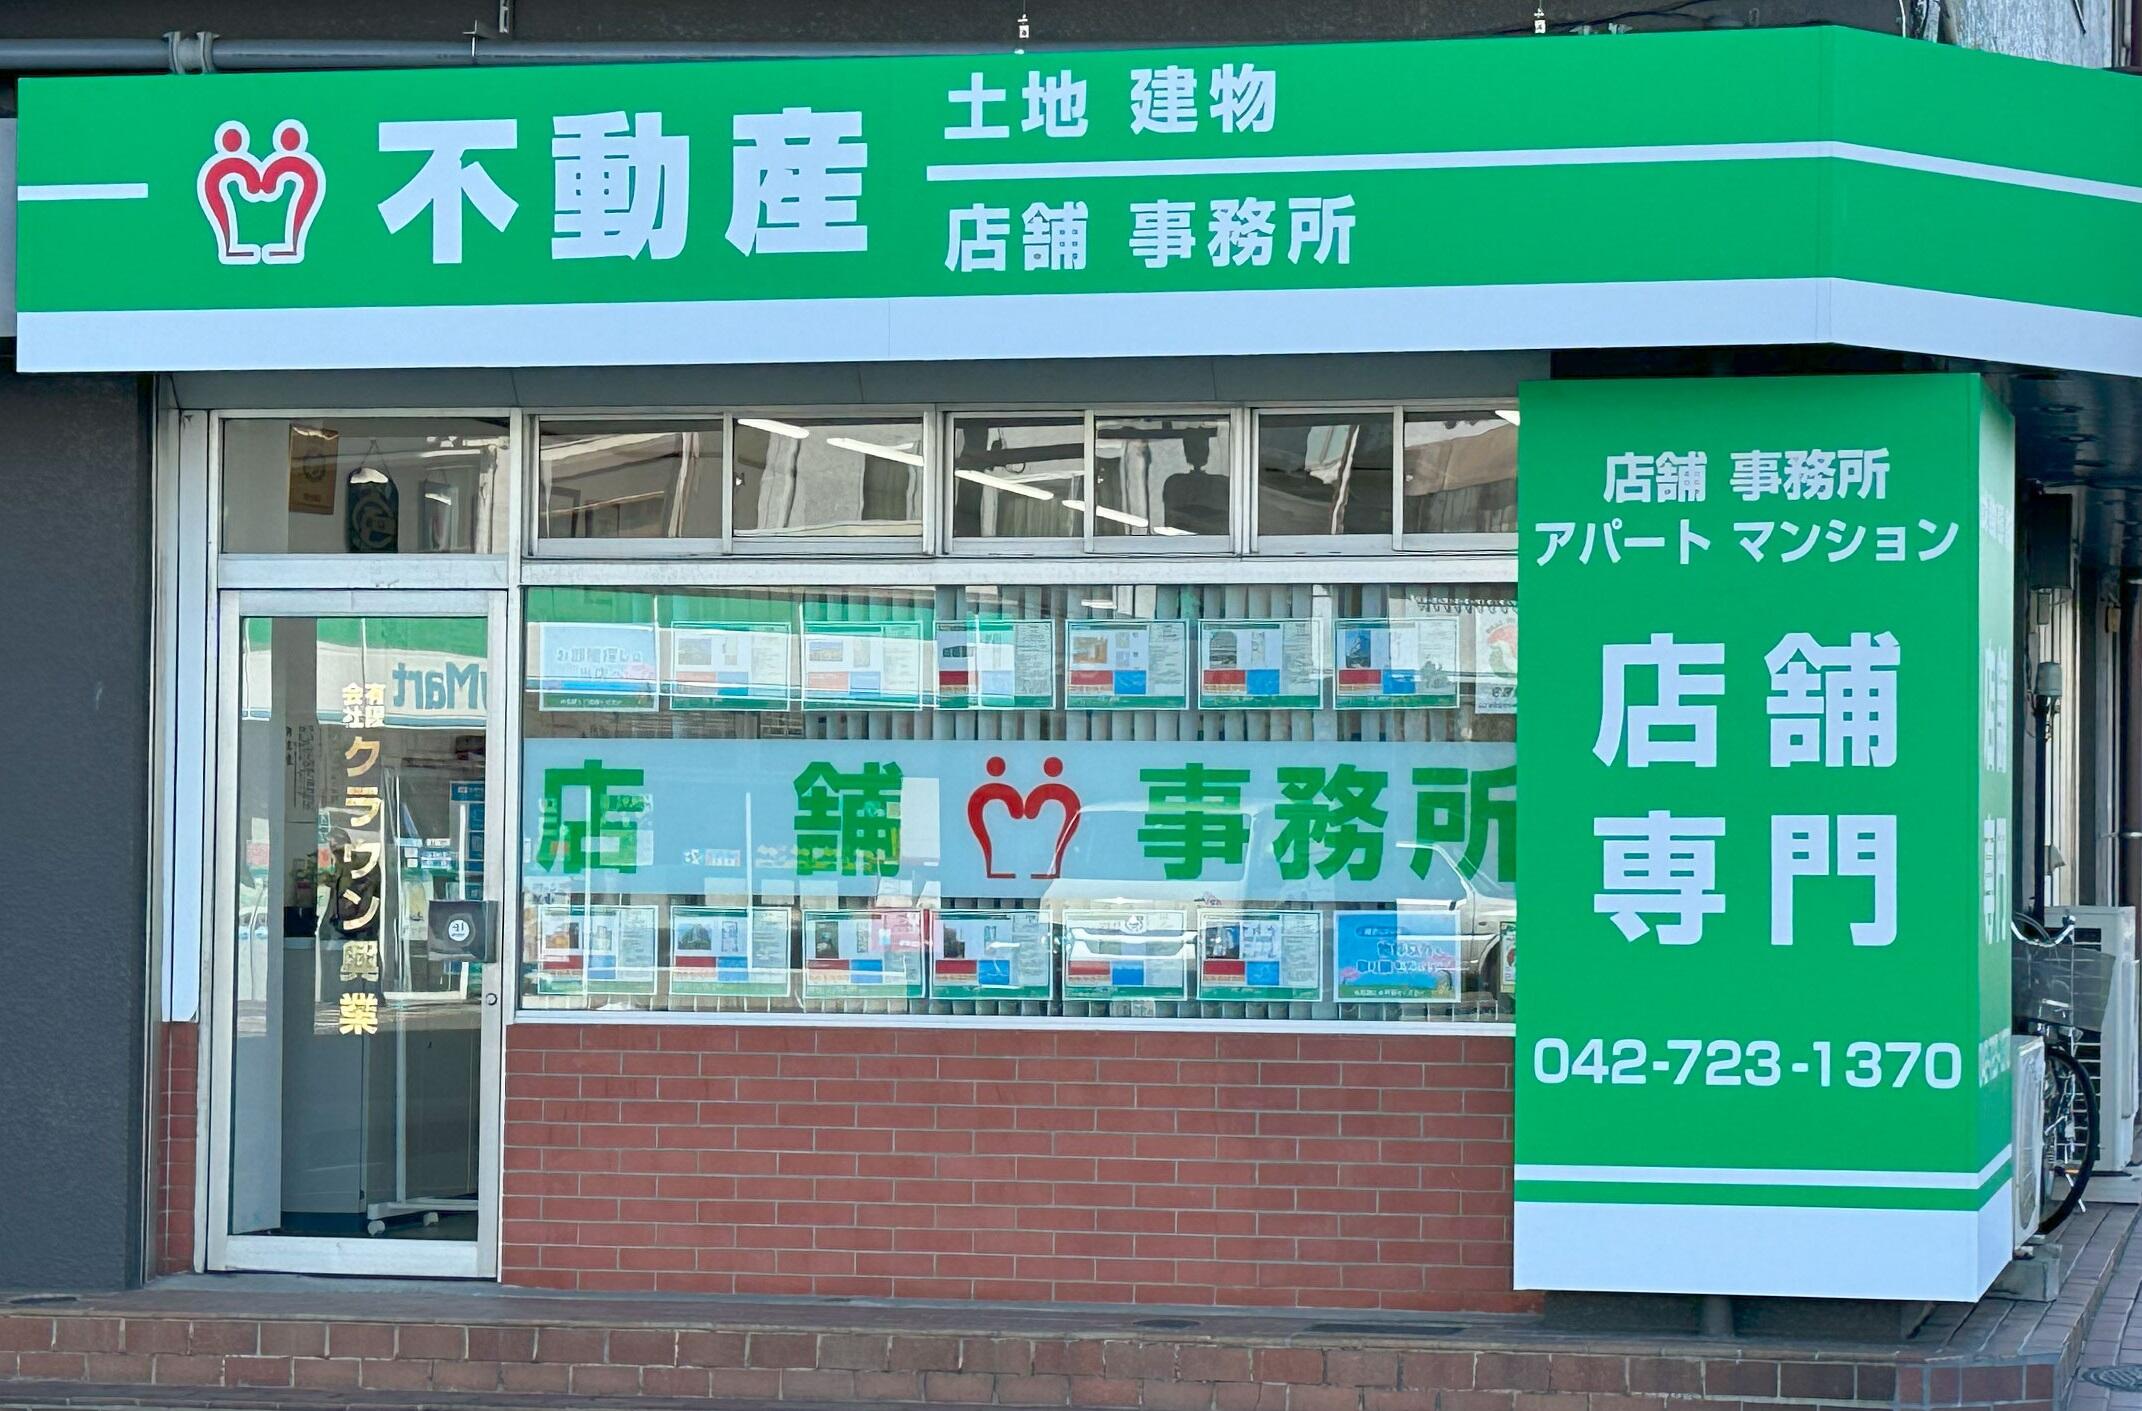 不動産
土地 建物
店舗 事務所
店舗 事務所
アパート マンション
店舗
専門
042-723-1370
有限
会社
クラウン興業
店舗 事務所
Mart